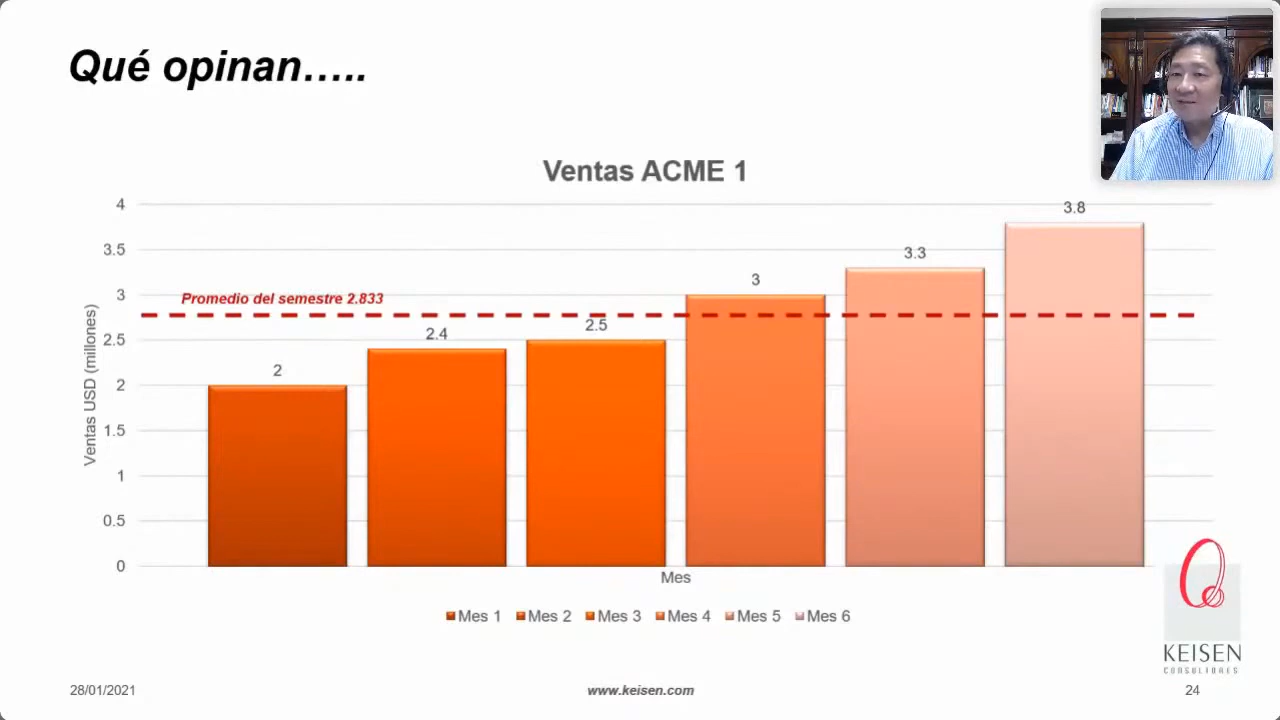 Qué opinan…..
Ventas ACME 1
Ventas USD (millones)
4
3.5
3
2.5
2
1.5
1
0.5
0
Promedio del semestre 2.833
2
2.4
2.5
3
3.3
3.8
Mes
Mes 1 Mes 2 Mes 3 Mes 4 Mes 5 Mes 6
KEISEN
CONSULTORES
28/01/2021
www.keisen.com
24